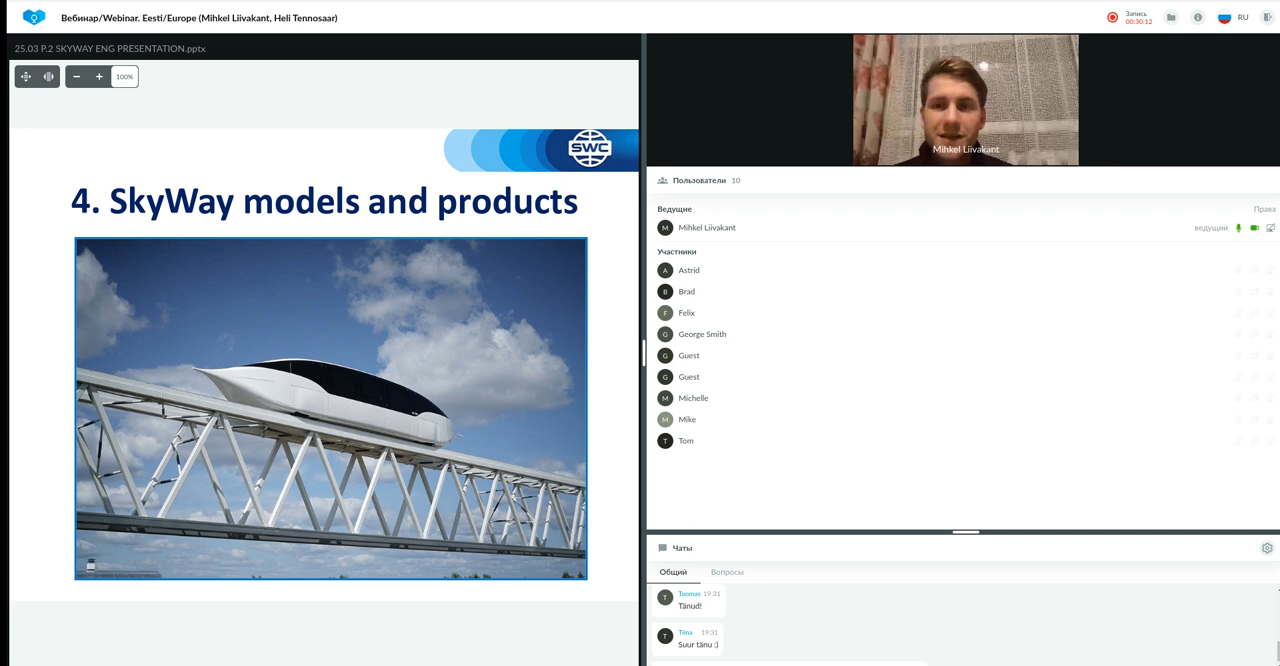 Вебинар/Webinar. Eesti/Europe (Mihkel Liivakant, Heli Tennosaar)
Запись
00:30:12
RU
25.03 P.2 SKYWAY ENG PRESENTATION.pptx
100%
SWC
4. SkyWay models and products
Mihkel Liivakant
Пользователи 10
Ведущие Права
M Mihkel Liivakant ведущий
Участники
A Astrid
B Brad
F Felix
G George Smith
G Guest
G Guest
M Michelle
M Mike
T Tom
Чаты
Общий Вопросы
T Toomas 19:31
Tänud!
T Tiina 19:31
Suur tänu :)